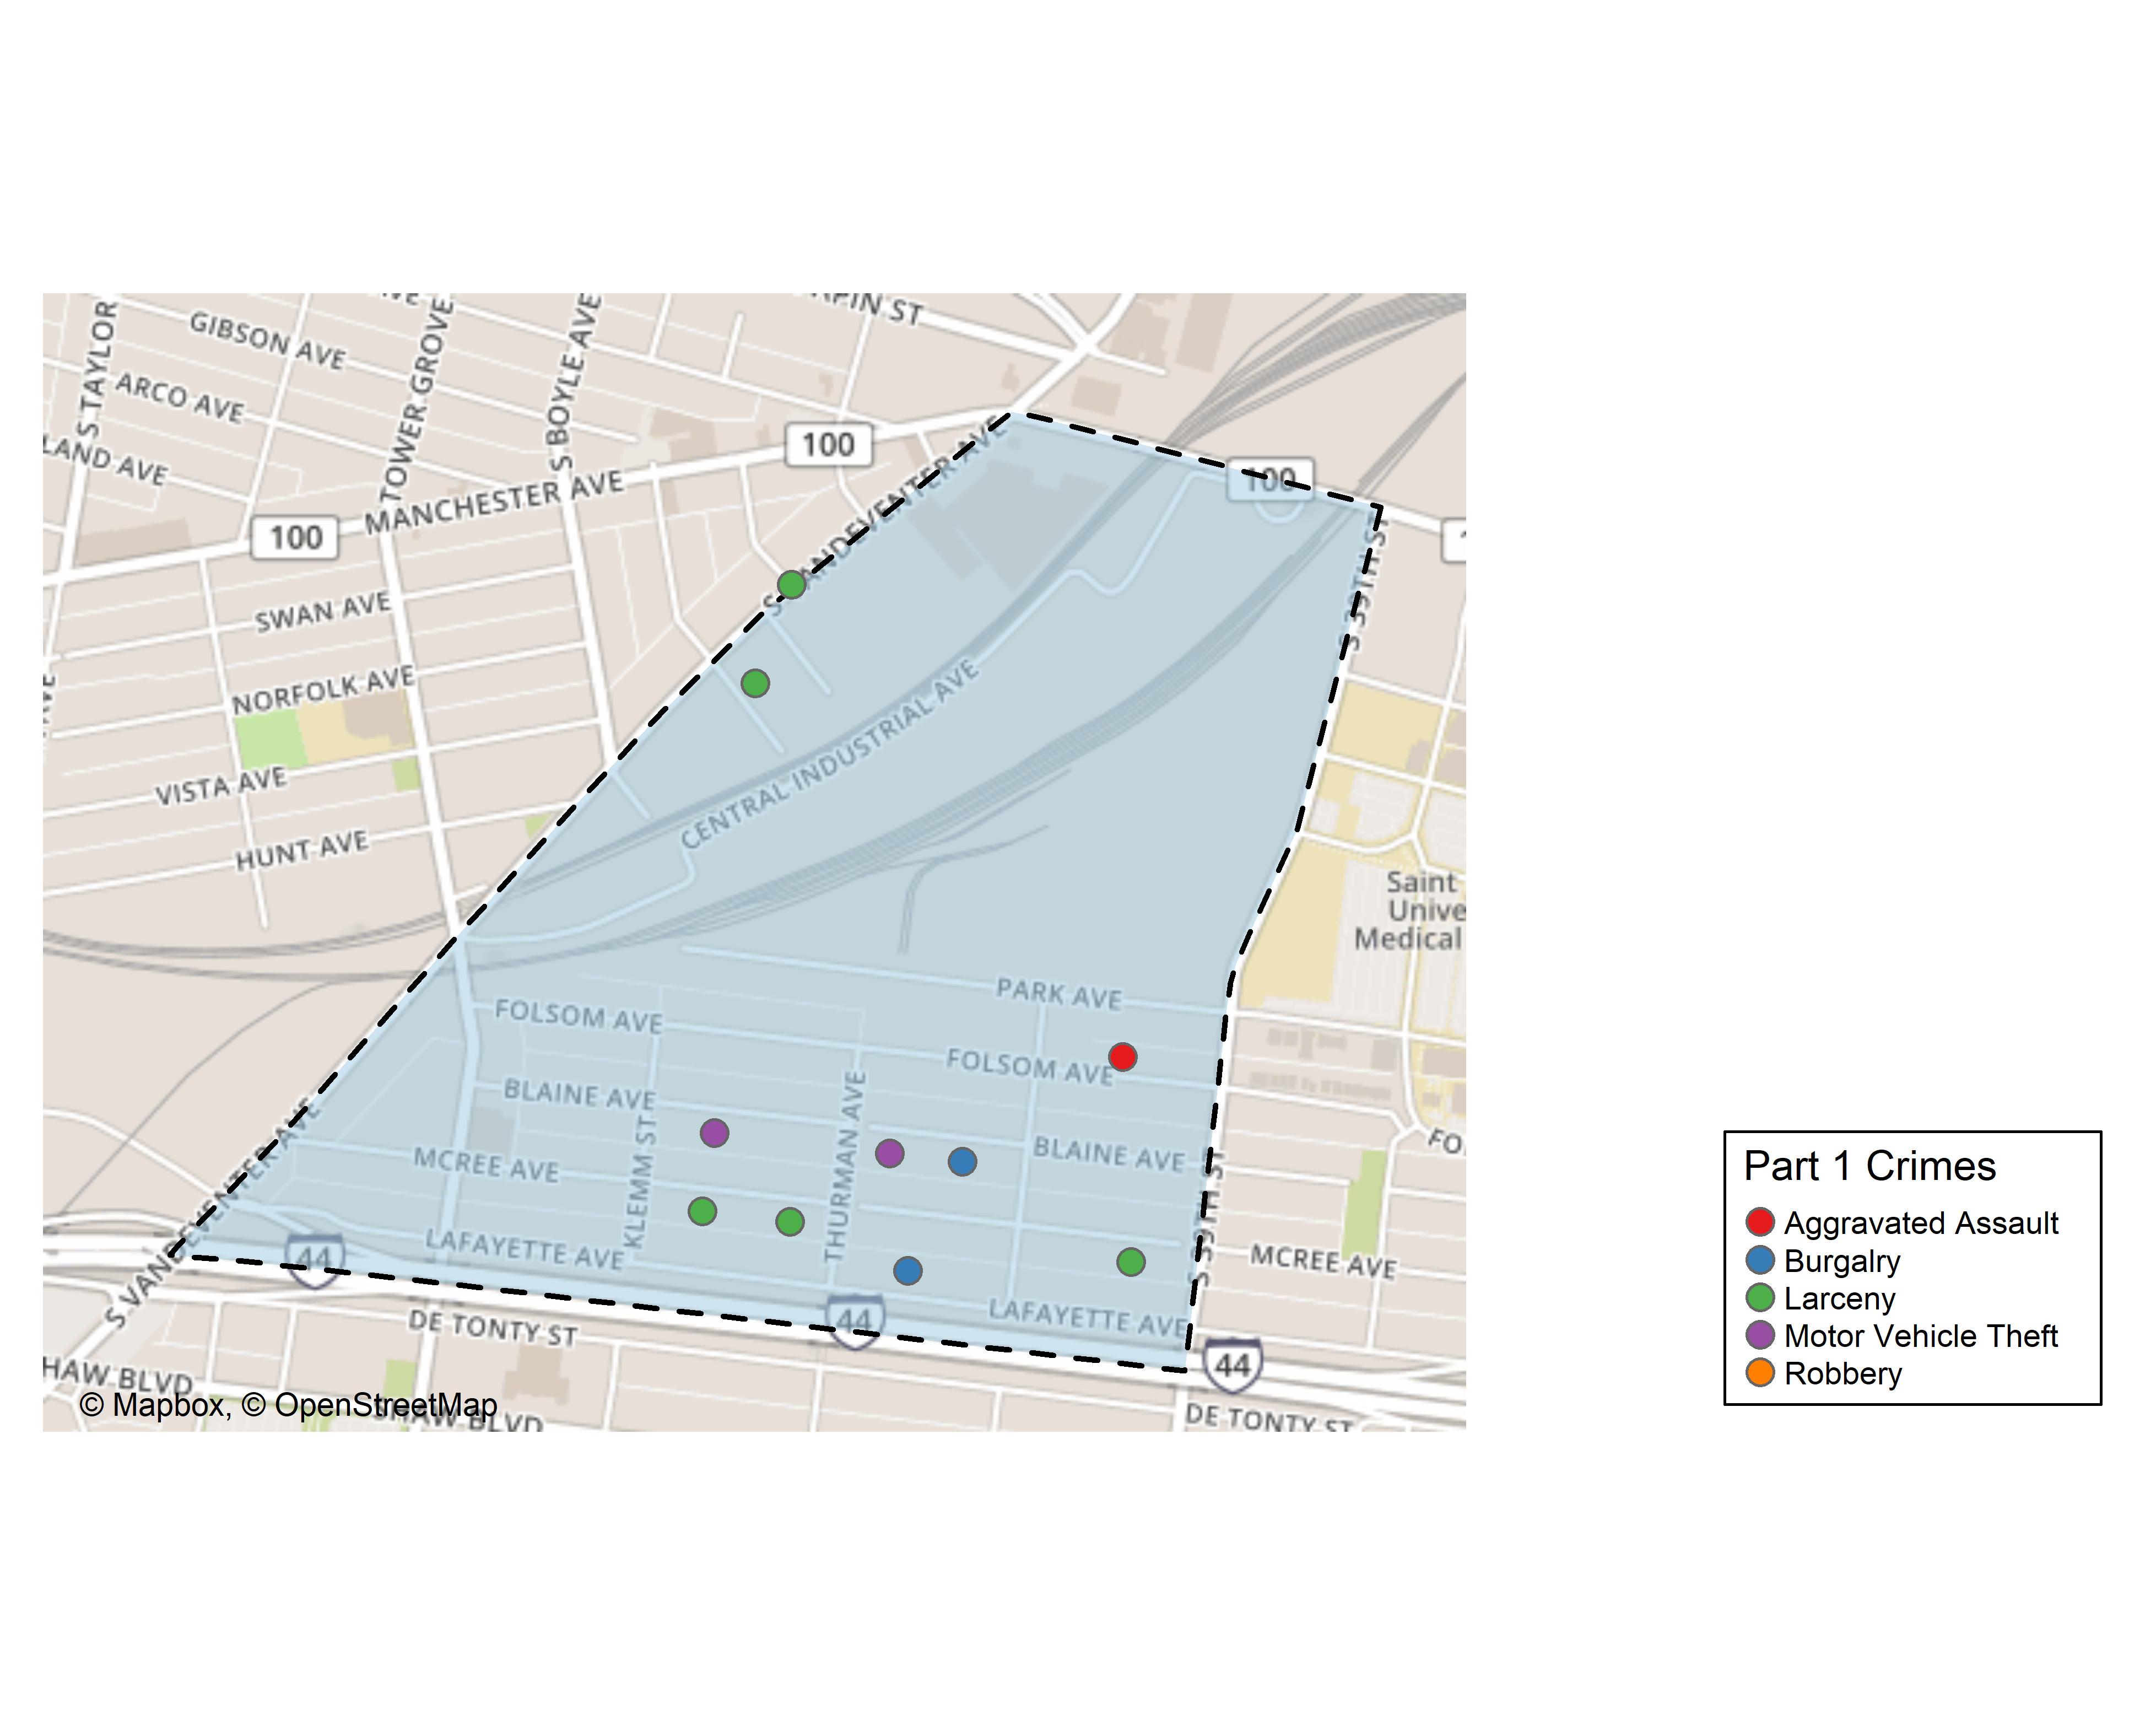 GIBSON AVE
ARCO AVE
LAND AVE
S TAYLOR
TOWER GROVE
S BOYLE AVE
ST
100
100
100
MANCHESTER AVE
S VANDEVENTER AVE
S 39TH ST
SWAN AVE
NORFOLK AVE
VISTA AVE
HUNT AVE
CENTRAL INDUSTRIAL AVE
Saint
Unive
Medical
PARK AVE
FOLSOM AVE
FOLSOM AVE
BLAINE AVE
BLAINE AVE
MCREE AVE
KLEMM ST
THURMAN AVE
S VANDEVENTER AVE
S 39TH ST
FO
LAFAYETTE AVE
LAFAYETTE AVE
MCREE AVE
44
44
44
DE TONTY ST
DE TONTY ST
HAW BLVD
SHAW BLVD
© Mapbox, © OpenStreetMap
Part 1 Crimes
Aggravated Assault
Burgalry
Larceny
Motor Vehicle Theft
Robbery